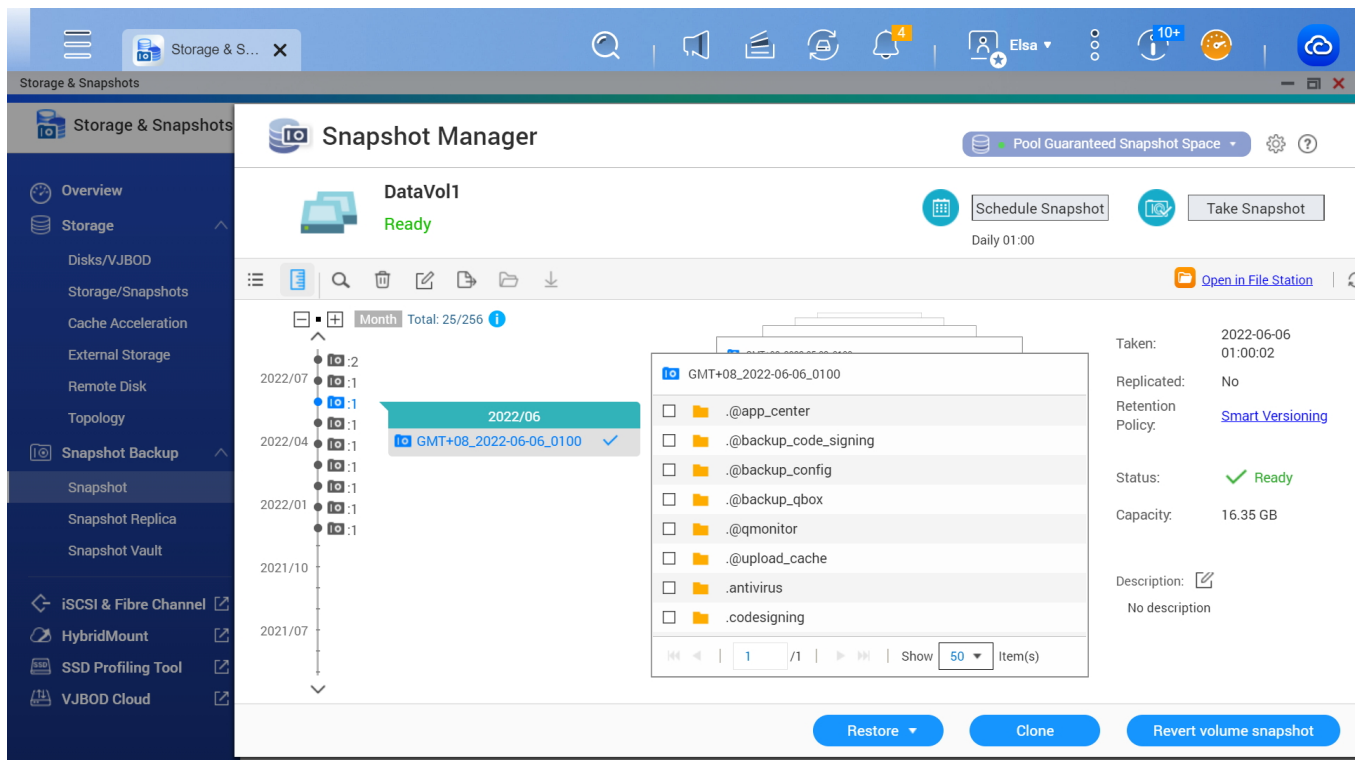 Storage & S...
4
Elsa
10+
Storage & Snapshots
Storage & Snapshots
Overview
Storage
Disks/VJBOD
Storage/Snapshots
Cache Acceleration
External Storage
Remote Disk
Topology
Snapshot Backup
Snapshot
Snapshot Replica
Snapshot Vault
iSCSI & Fibre Channel
HybridMount
SSD Profiling Tool
VJBOD Cloud
Snapshot Manager
Pool Guaranteed Snapshot Space
DataVol1
Ready
Schedule Snapshot
Take Snapshot
Daily 01:00
Open in File Station
Month Total: 25/256
:2
2022/07 :1
:1
:1
2022/04 :1
:1
:1
2022/01 :1
:1
2021/10
2021/07
2022/06
GMT+08_2022-06-06_0100
GMT+08_2022-06-06_0100
.@app_center
.@backup_code_signing
.@backup_config
.@backup_qbox
.@qmonitor
.@upload_cache
.antivirus
.codesigning
1 /1 Show 50 Item(s)
Taken: 2022-06-06
01:00:02
Replicated: No
Retention
Policy: Smart Versioning
Status: Ready
Capacity: 16.35 GB
Description:
No description
Restore
Clone
Revert volume snapshot